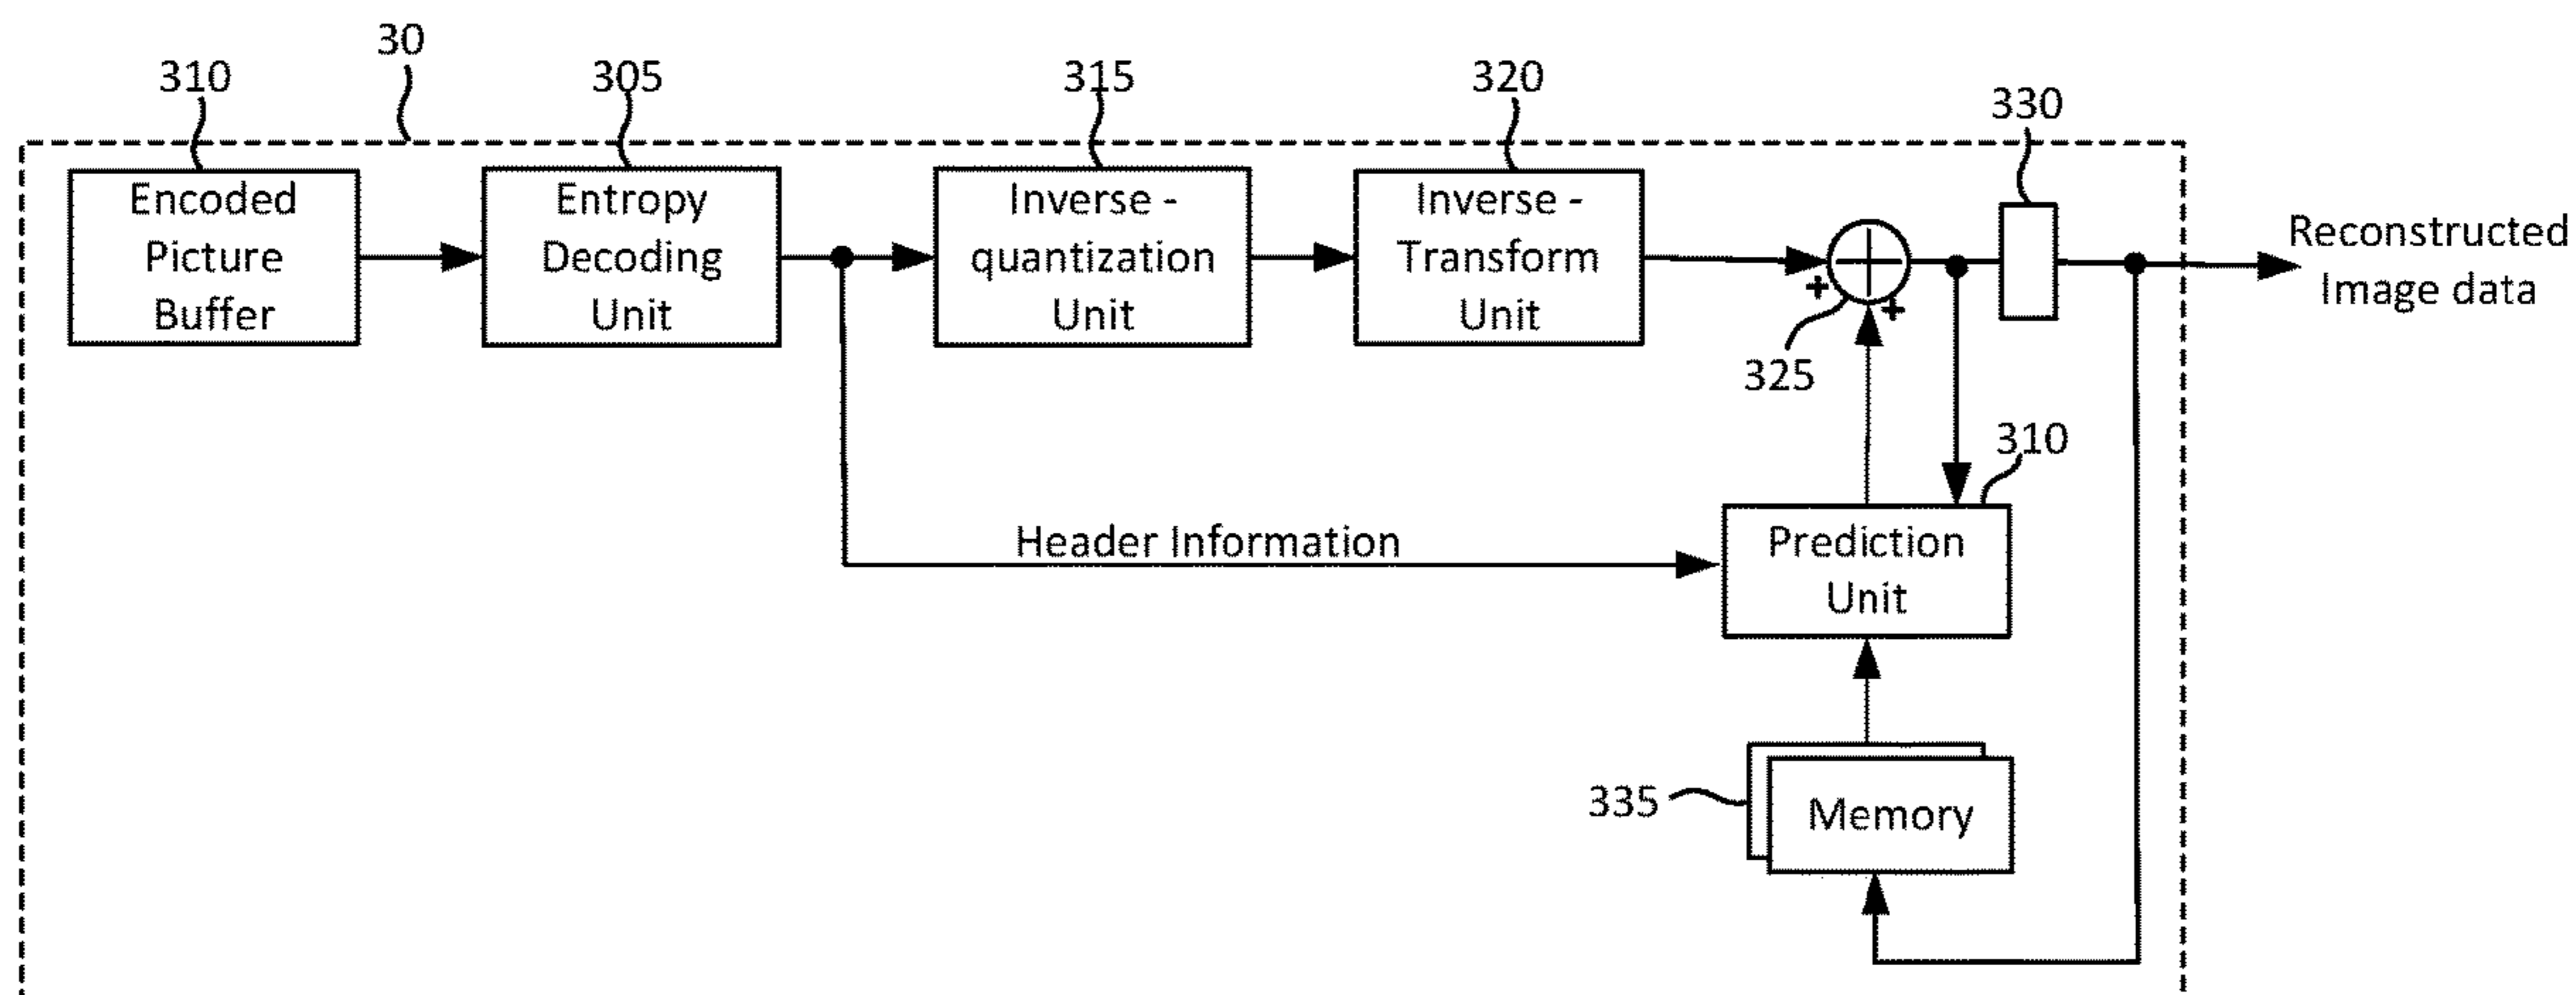 30
310
305
315
320
330
Encoded
Picture
Buffer
Entropy
Decoding
Unit
Inverse -
quantization
Unit
Inverse -
Transform
Unit
+
+
325
Reconstructed
Image data
310
Header Information
Prediction
Unit
335
Memory